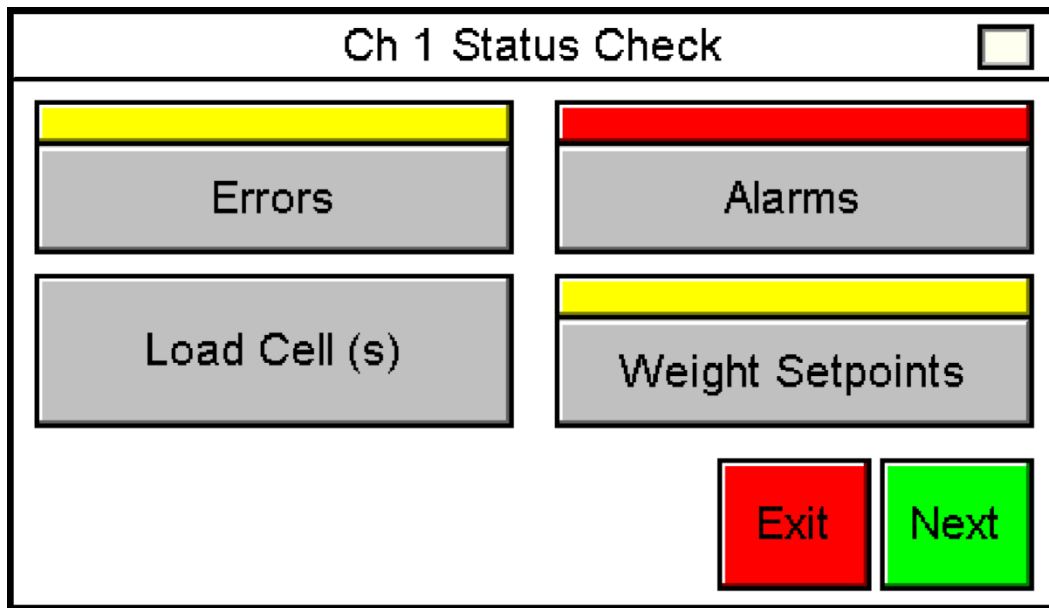 Ch 1 Status Check
Errors
Alarms
Load Cell (s)
Weight Setpoints
Exit
Next